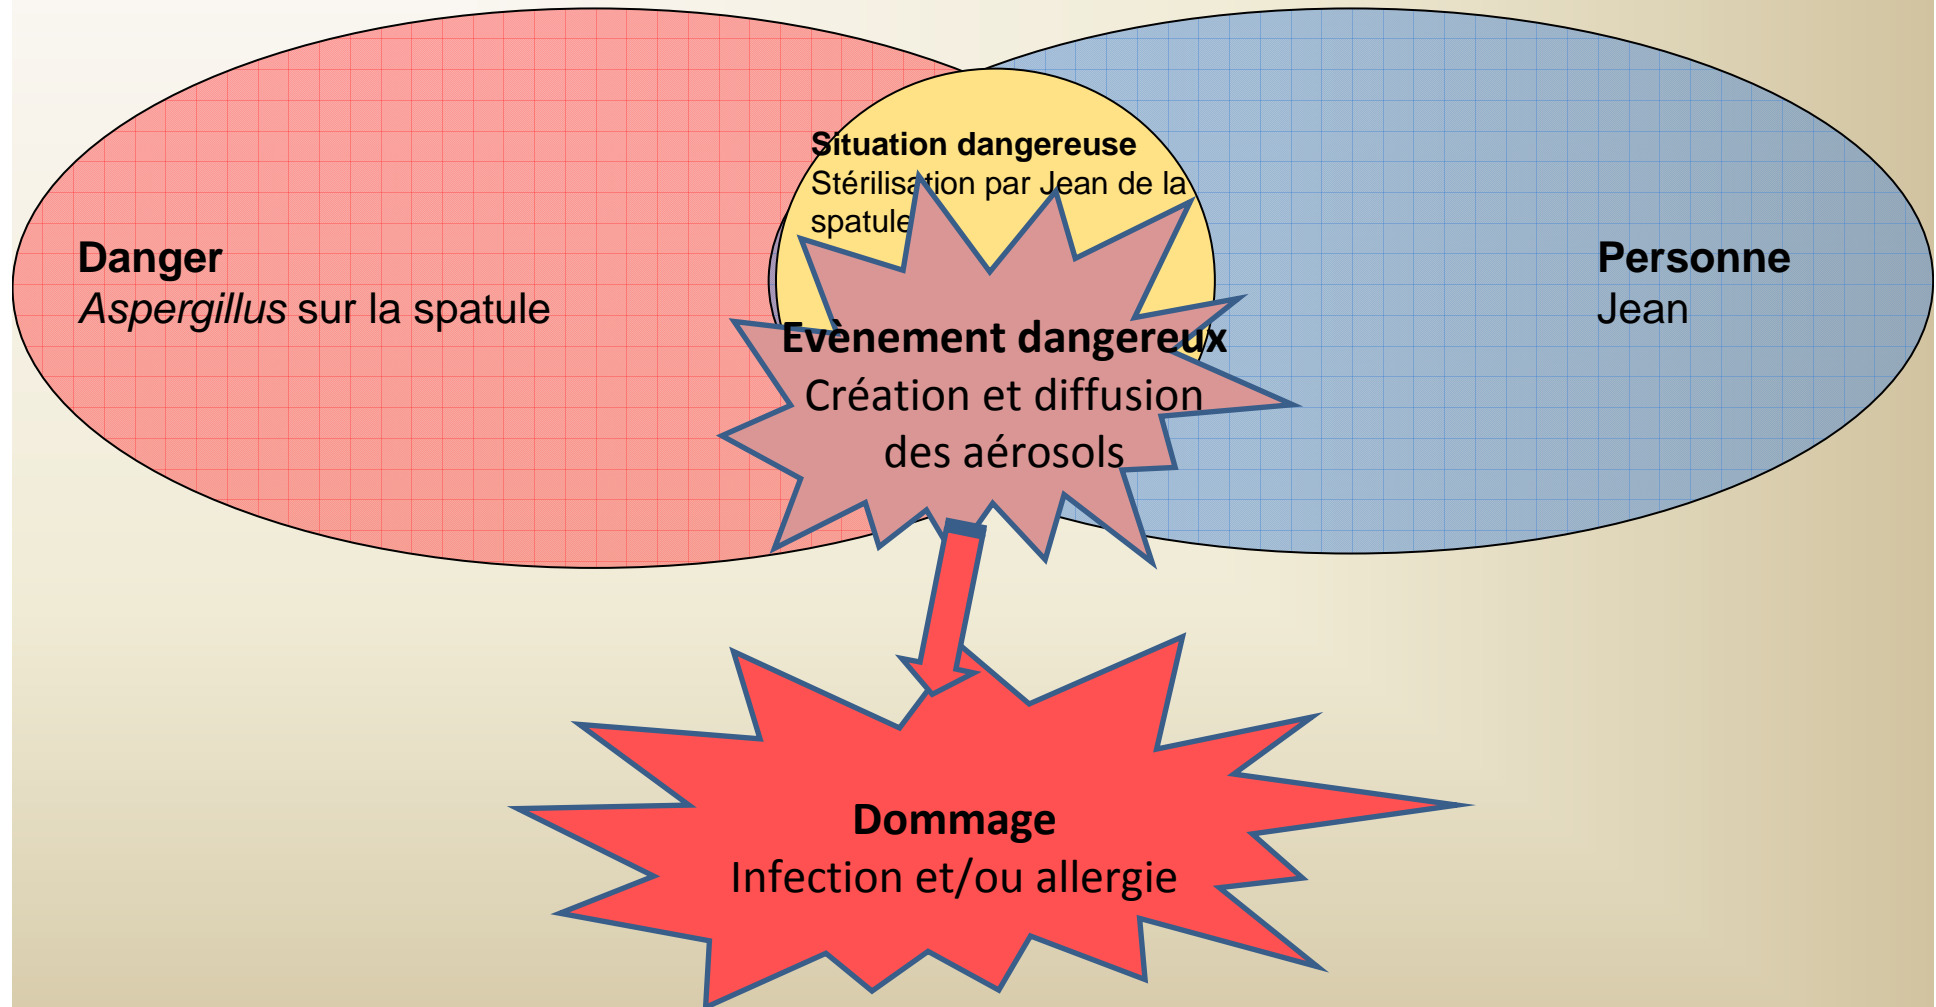 Situation dangereuse
Stérilisation par Jean de la
spatule
Danger
Aspergillus sur la spatule
Personne
Jean
Evènement dangereux
Création et diffusion
des aérosols
Dommage
Infection et/ou allergie